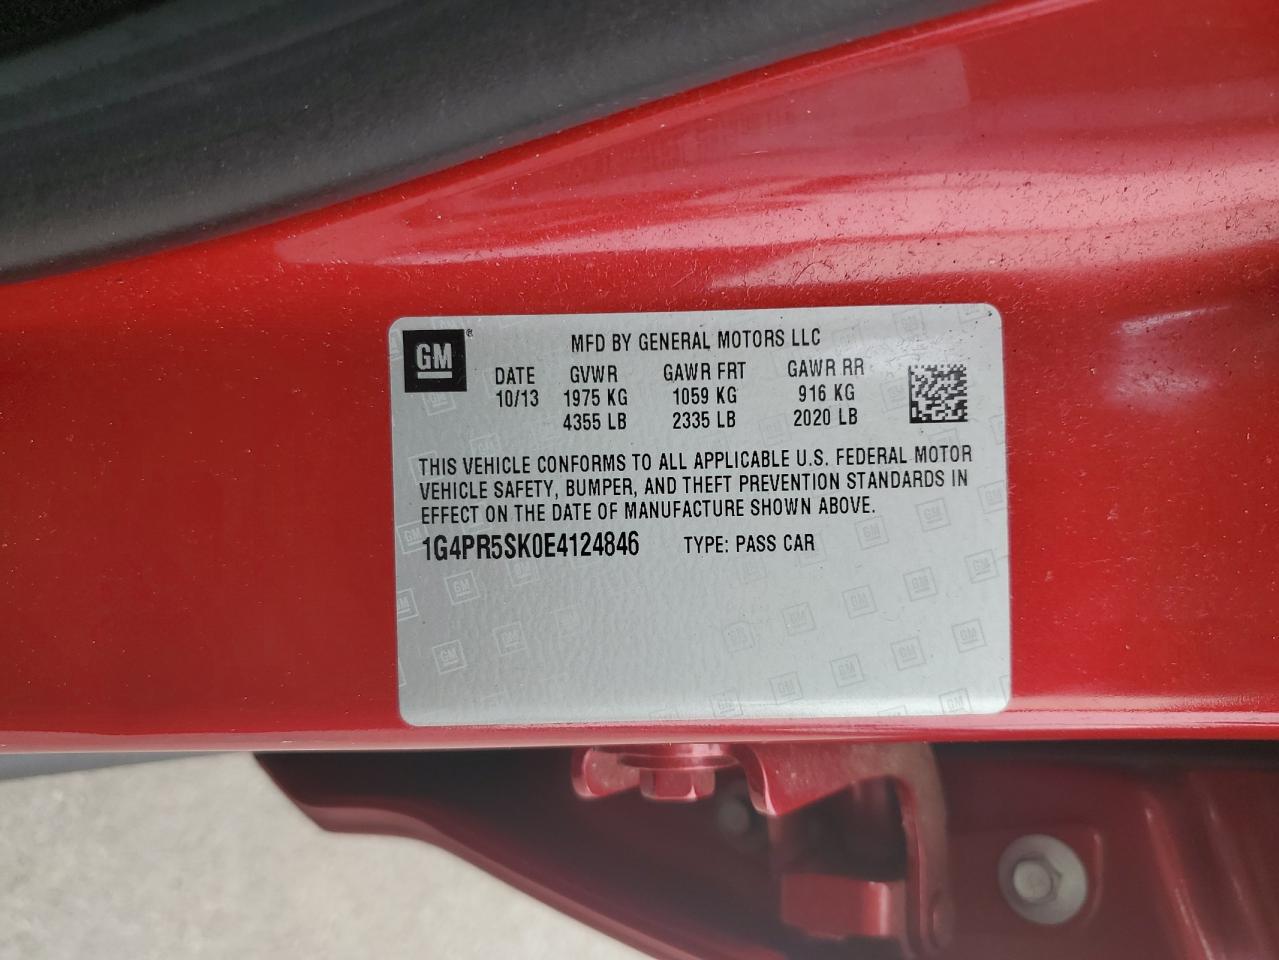 GM ®
MFD BY GENERAL MOTORS LLC
DATE GVWR GAWR FRT GAWR RR
10/13 1975 KG 1059 KG 916 KG
4355 LB 2335 LB 2020 LB
THIS VEHICLE CONFORMS TO ALL APPLICABLE U.S. FEDERAL MOTOR
VEHICLE SAFETY, BUMPER, AND THEFT PREVENTION STANDARDS IN
EFFECT ON THE DATE OF MANUFACTURE SHOWN ABOVE.
1G4PR5SK0E4124846 TYPE: PASS CAR